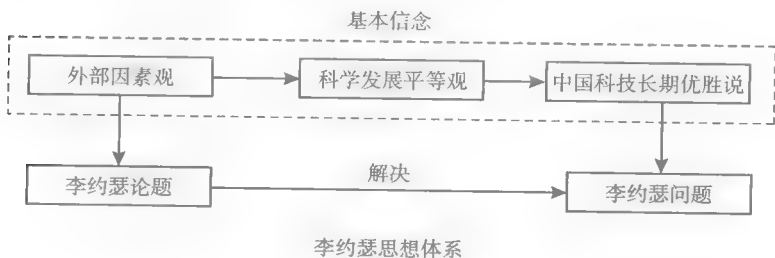 基本信念
外部因素观
科学发展平等观
中国科技长期优胜说
李约瑟论题
解决
李约瑟问题
李约瑟思想体系